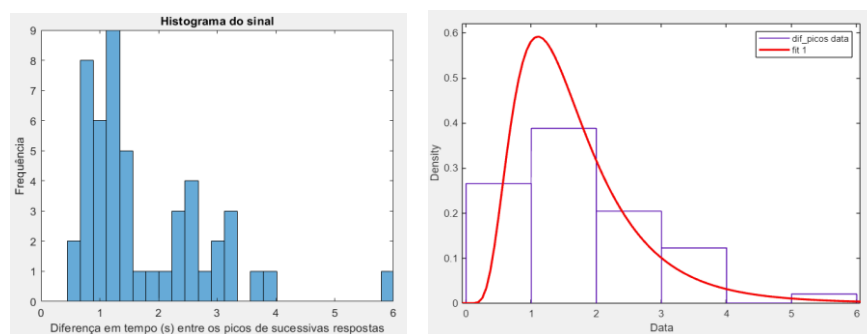 Histograma do sinal
Frequência
9
8
7
6
5
4
3
2
1
0
0 1 2 3 4 5 6
Diferença em tempo (s) entre os picos de sucessivas respostas
dif_picos data
fit 1
Density
0.6
0.5
0.4
0.3
0.2
0.1
0
0 1 2 3 4 5 6
Data